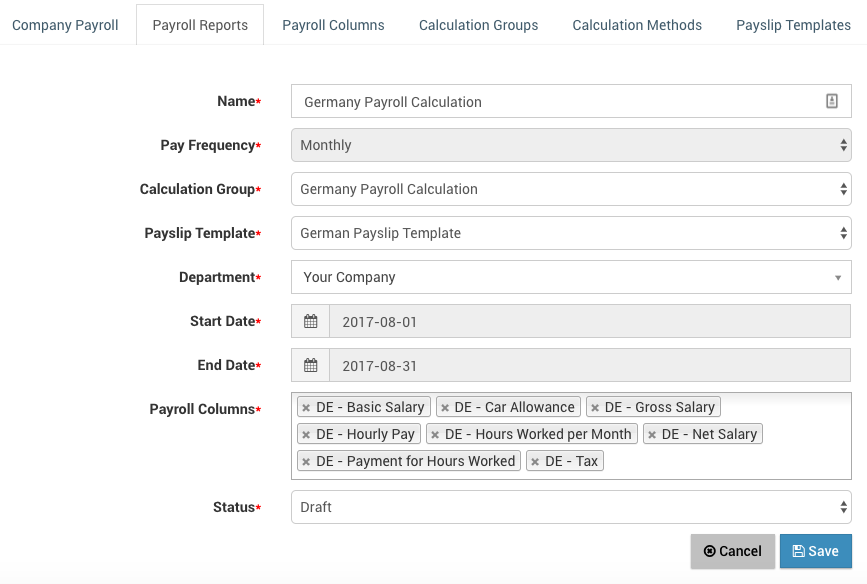 Company Payroll Payroll Reports Payroll Columns Calculation Groups Calculation Methods Payslip Templates
Name* Germany Payroll Calculation
Pay Frequency* Monthly
Calculation Group* Germany Payroll Calculation
Payslip Template* German Payslip Template
Department* Your Company
Start Date* 2017-08-01
End Date* 2017-08-31
Payroll Columns* × DE - Basic Salary × DE - Car Allowance × DE - Gross Salary
× DE - Hourly Pay × DE - Hours Worked per Month × DE - Net Salary
× DE - Payment for Hours Worked × DE - Tax
Status* Draft
Cancel Save